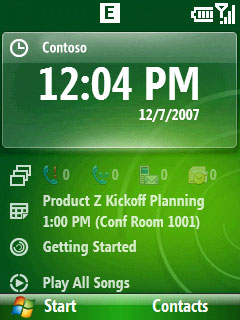 E
Contoso
12:04 PM
12/7/2007
0 0 0 0
Product Z Kickoff Planning
1:00 PM (Conf Room 1001)
Getting Started
Play All Songs
Start Contacts